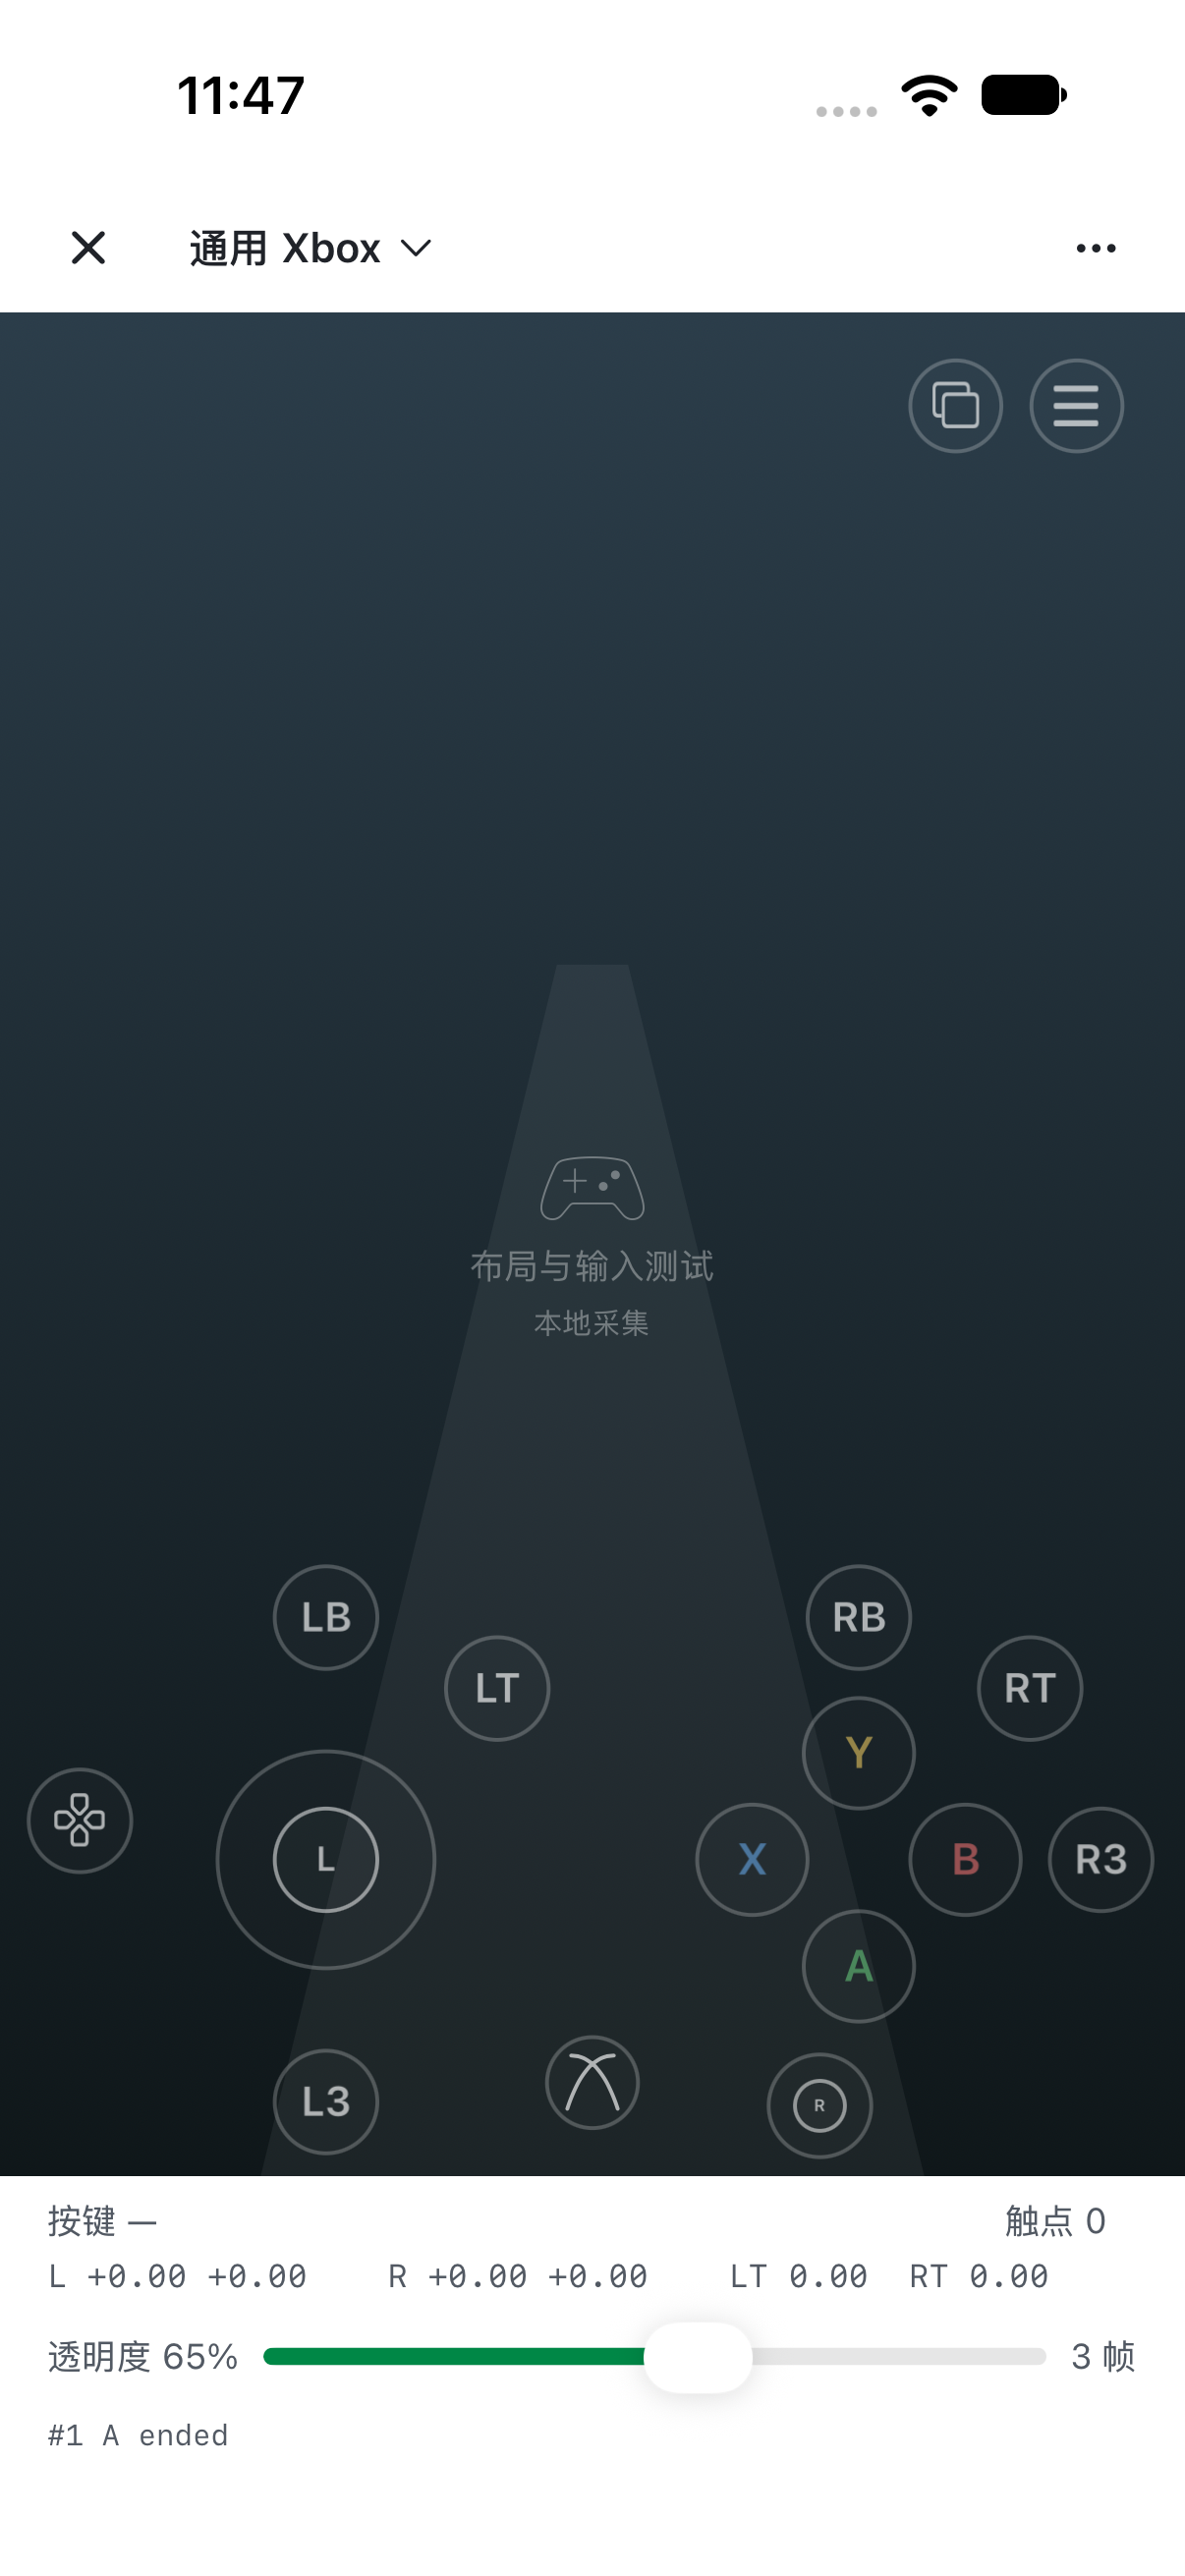 11:47
通用 Xbox
布局与输入测试
本地采集
LB
RB
LT
RT
Y
L
X
B
R3
A
L3
R
按键 —
触点 0
L +0.00 +0.00 R +0.00 +0.00 LT 0.00 RT 0.00
透明度 65%
3 帧
#1 A ended